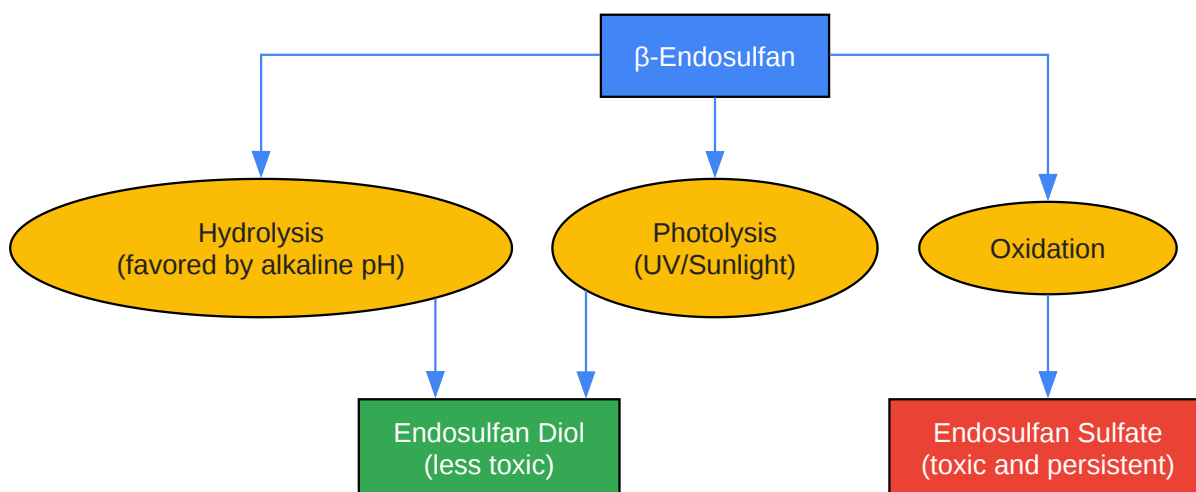 β-Endosulfan
Hydrolysis
(favored by alkaline pH)
Photolysis
(UV/Sunlight)
Oxidation
Endosulfan Diol
(less toxic)
Endosulfan Sulfate
(toxic and persistent)